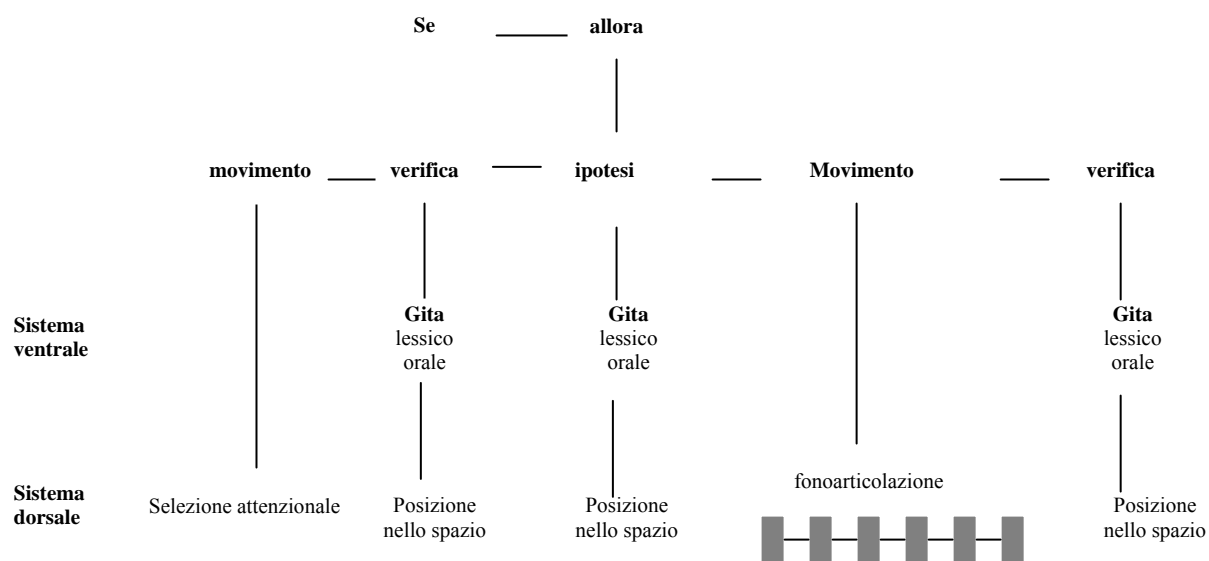 Se allora
movimento verifica ipotesi Movimento verifica
Sistema
ventrale
Gita
lessico
orale
Gita
lessico
orale
Gita
lessico
orale
Sistema
dorsale
Selezione attenzionale
Posizione
nello spazio
Posizione
nello spazio
fonoarticolazione
Posizione
nello spazio